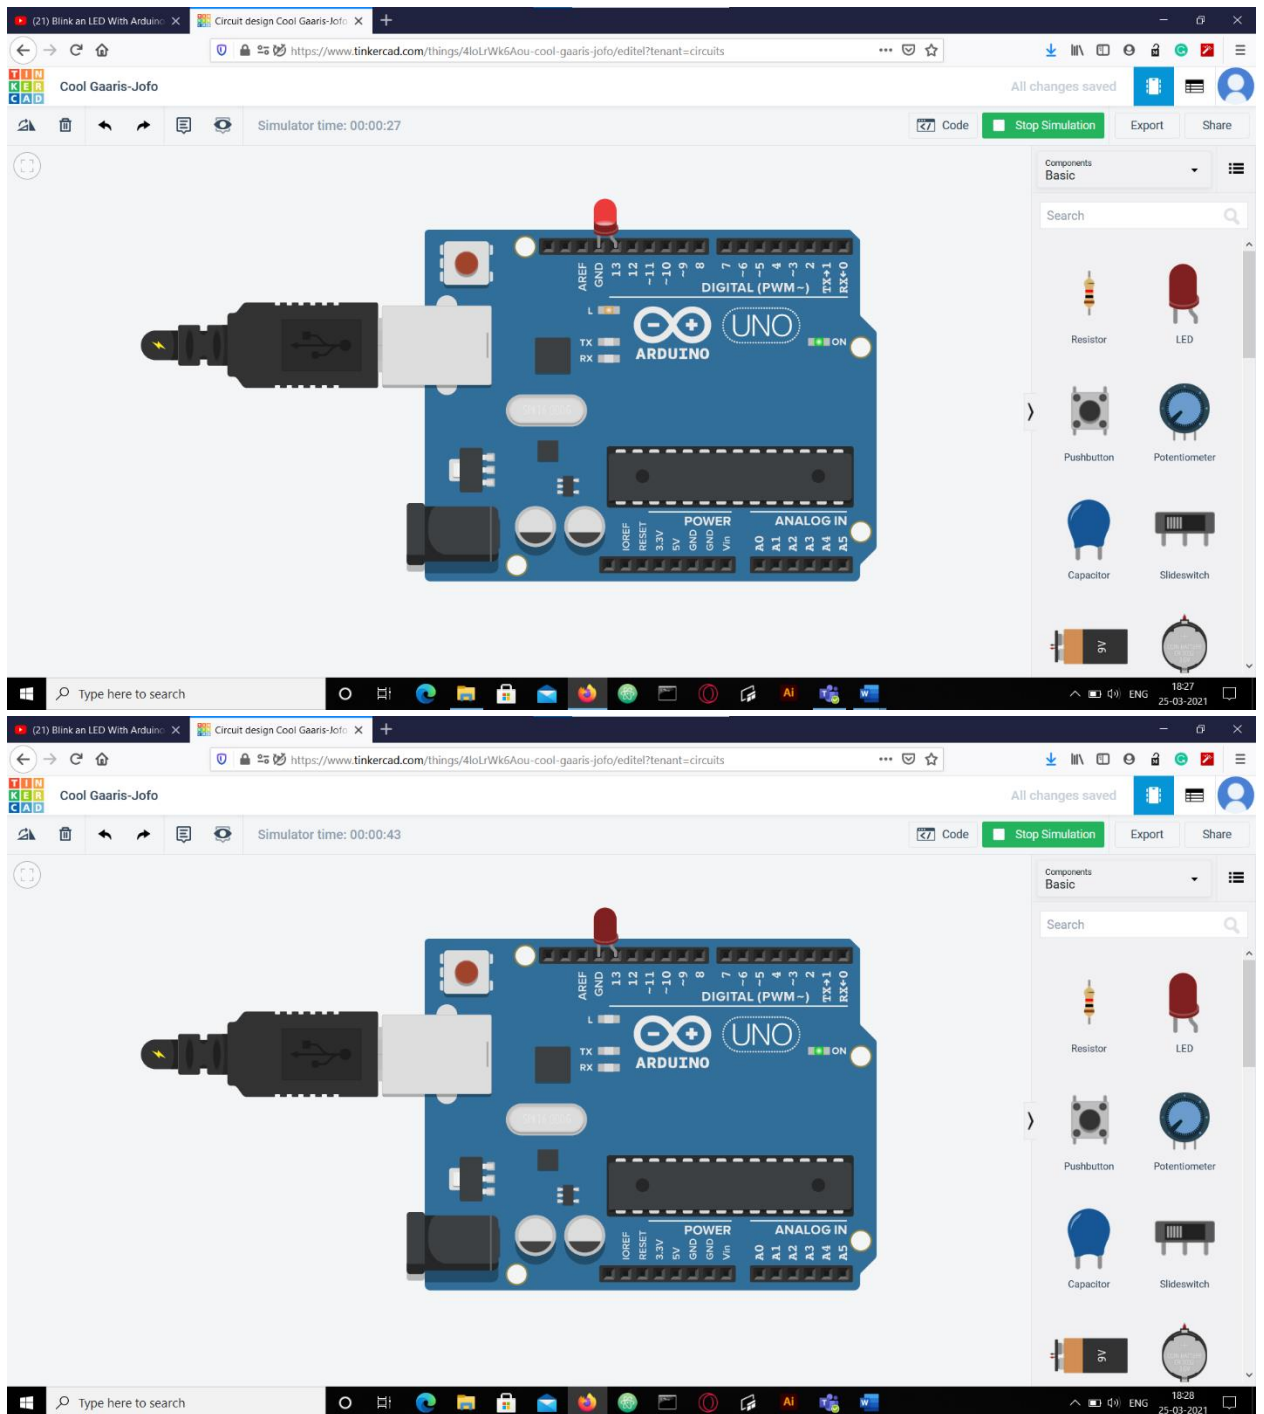 (21) Blink an LED With Arduino
Circuit design Cool Gaaris-Jofo
https://www.tinkercad.com/things/4loLrWk6Aou-cool-gaaris-jofo/editel?tenant=circuits
TIN
KER
CAD
Cool Gaaris-Jofo
All changes saved
Simulator time: 00:00:27
Code
Stop Simulation
Export
Share
Components
Basic
Search
AREF
GND
13
12
~11
~10
~9
8
7
~6
~5
4
~3
2
TX→1
RX←0
DIGITAL (PWM~)
L
TX
RX
ARDUINO
UNO
ON
IOREF
RESET
3.3V
5V
GND
GND
Vin
POWER
ANALOG IN
A0
A1
A2
A3
A4
A5
Resistor
LED
Pushbutton
Potentiometer
Capacitor
Slideswitch
9V
Type here to search
Ai
ENG
18:27
25-03-2021
(21) Blink an LED With Arduino
Circuit design Cool Gaaris-Jofo
https://www.tinkercad.com/things/4loLrWk6Aou-cool-gaaris-jofo/editel?tenant=circuits
TIN
KER
CAD
Cool Gaaris-Jofo
All changes saved
Simulator time: 00:00:43
Code
Stop Simulation
Export
Share
Components
Basic
Search
AREF
GND
13
12
~11
~10
~9
8
7
~6
~5
4
~3
2
TX→1
RX←0
DIGITAL (PWM~)
L
TX
RX
ARDUINO
UNO
ON
IOREF
RESET
3.3V
5V
GND
GND
Vin
POWER
ANALOG IN
A0
A1
A2
A3
A4
A5
Resistor
LED
Pushbutton
Potentiometer
Capacitor
Slideswitch
9V
Type here to search
Ai
ENG
18:28
25-03-2021